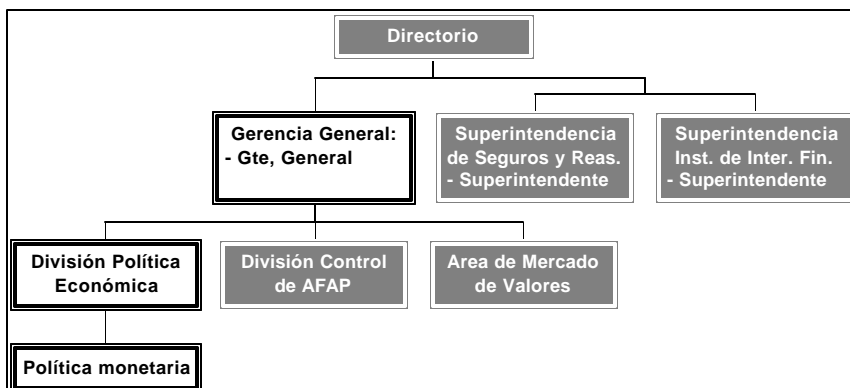 Directorio
Gerencia General:
- Gte, General
Superintendencia
de Seguros y Reas.
- Superintendente
Superintendencia
Inst. de Inter. Fin.
- Superintendente
División Política
Económica
División Control
de AFAP
Area de Mercado
de Valores
Política monetaria